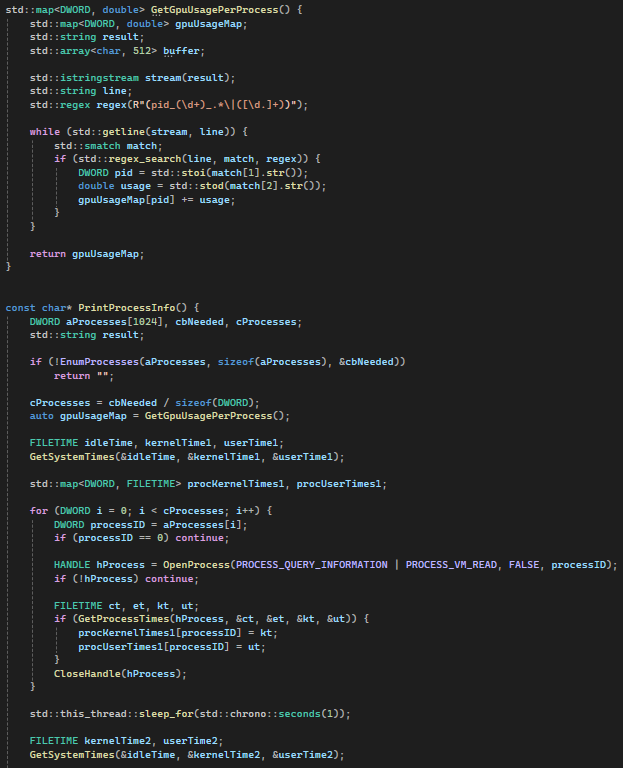 std::map<DWORD, double> GetGpuUsagePerProcess() {
    std::map<DWORD, double> gpuUsageMap;
    std::string result;
    std::array<char, 512> buffer;

    std::istringstream stream(result);
    std::string line;
    std::regex regex(R"(pid_(\d+)_.*\|([\d.]+))");

    while (std::getline(stream, line)) {
        std::smatch match;
        if (std::regex_search(line, match, regex)) {
            DWORD pid = std::stoi(match[1].str());
            double usage = std::stod(match[2].str());
            gpuUsageMap[pid] += usage;
        }
    }

    return gpuUsageMap;
}

const char* PrintProcessInfo() {
    DWORD aProcesses[1024], cbNeeded, cProcesses;
    std::string result;

    if (!EnumProcesses(aProcesses, sizeof(aProcesses), &cbNeeded))
        return "";

    cProcesses = cbNeeded / sizeof(DWORD);
    auto gpuUsageMap = GetGpuUsagePerProcess();

    FILETIME idleTime, kernelTime1, userTime1;
    GetSystemTimes(&idleTime, &kernelTime1, &userTime1);

    std::map<DWORD, FILETIME> procKernelTimes1, procUserTimes1;

    for (DWORD i = 0; i < cProcesses; i++) {
        DWORD processID = aProcesses[i];
        if (processID == 0) continue;

        HANDLE hProcess = OpenProcess(PROCESS_QUERY_INFORMATION | PROCESS_VM_READ, FALSE, processID);
        if (!hProcess) continue;

        FILETIME ct, et, kt, ut;
        if (GetProcessTimes(hProcess, &ct, &et, &kt, &ut)) {
            procKernelTimes1[processID] = kt;
            procUserTimes1[processID] = ut;
        }
        CloseHandle(hProcess);
    }

    std::this_thread::sleep_for(std::chrono::seconds(1));

    FILETIME kernelTime2, userTime2;
    GetSystemTimes(&idleTime, &kernelTime2, &userTime2);